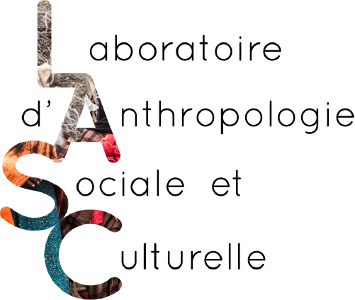 Laboratoire
d'Anthropologie
Sociale et
Culturelle